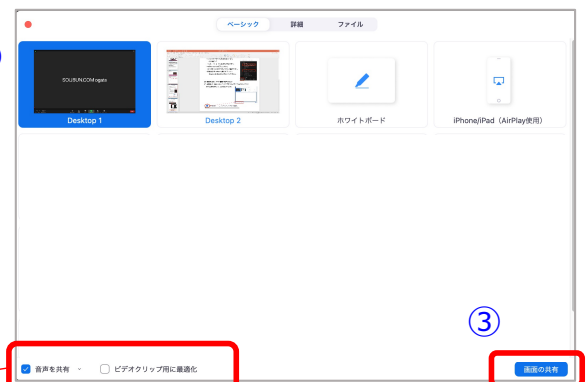 ベーシック 詳細 ファイル
SOLIBUN.COM ogata
Desktop 1
Desktop 2
ホワイトボード
iPhone/iPad（AirPlay使用）
③
音声を共有
ビデオクリップ用に最適化
画面の共有